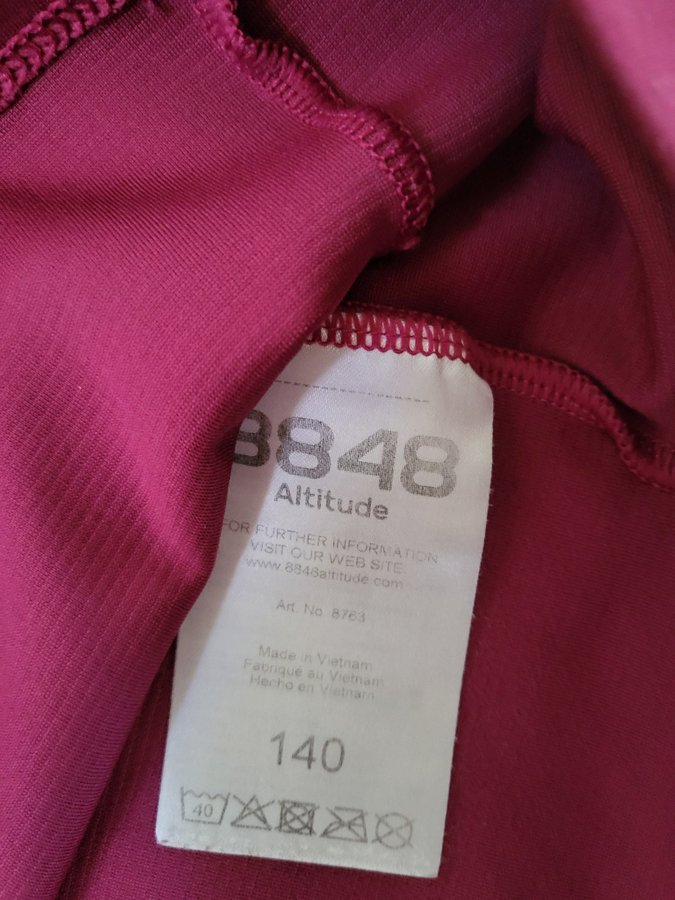 8848
Altitude
FOR FURTHER INFORMATION
VISIT OUR WEB SITE
www.8848altitude.com
Art. No. 8763
Made in Vietnam
Fabriqué au Vietnam
Hecho en Vietnam
140
40